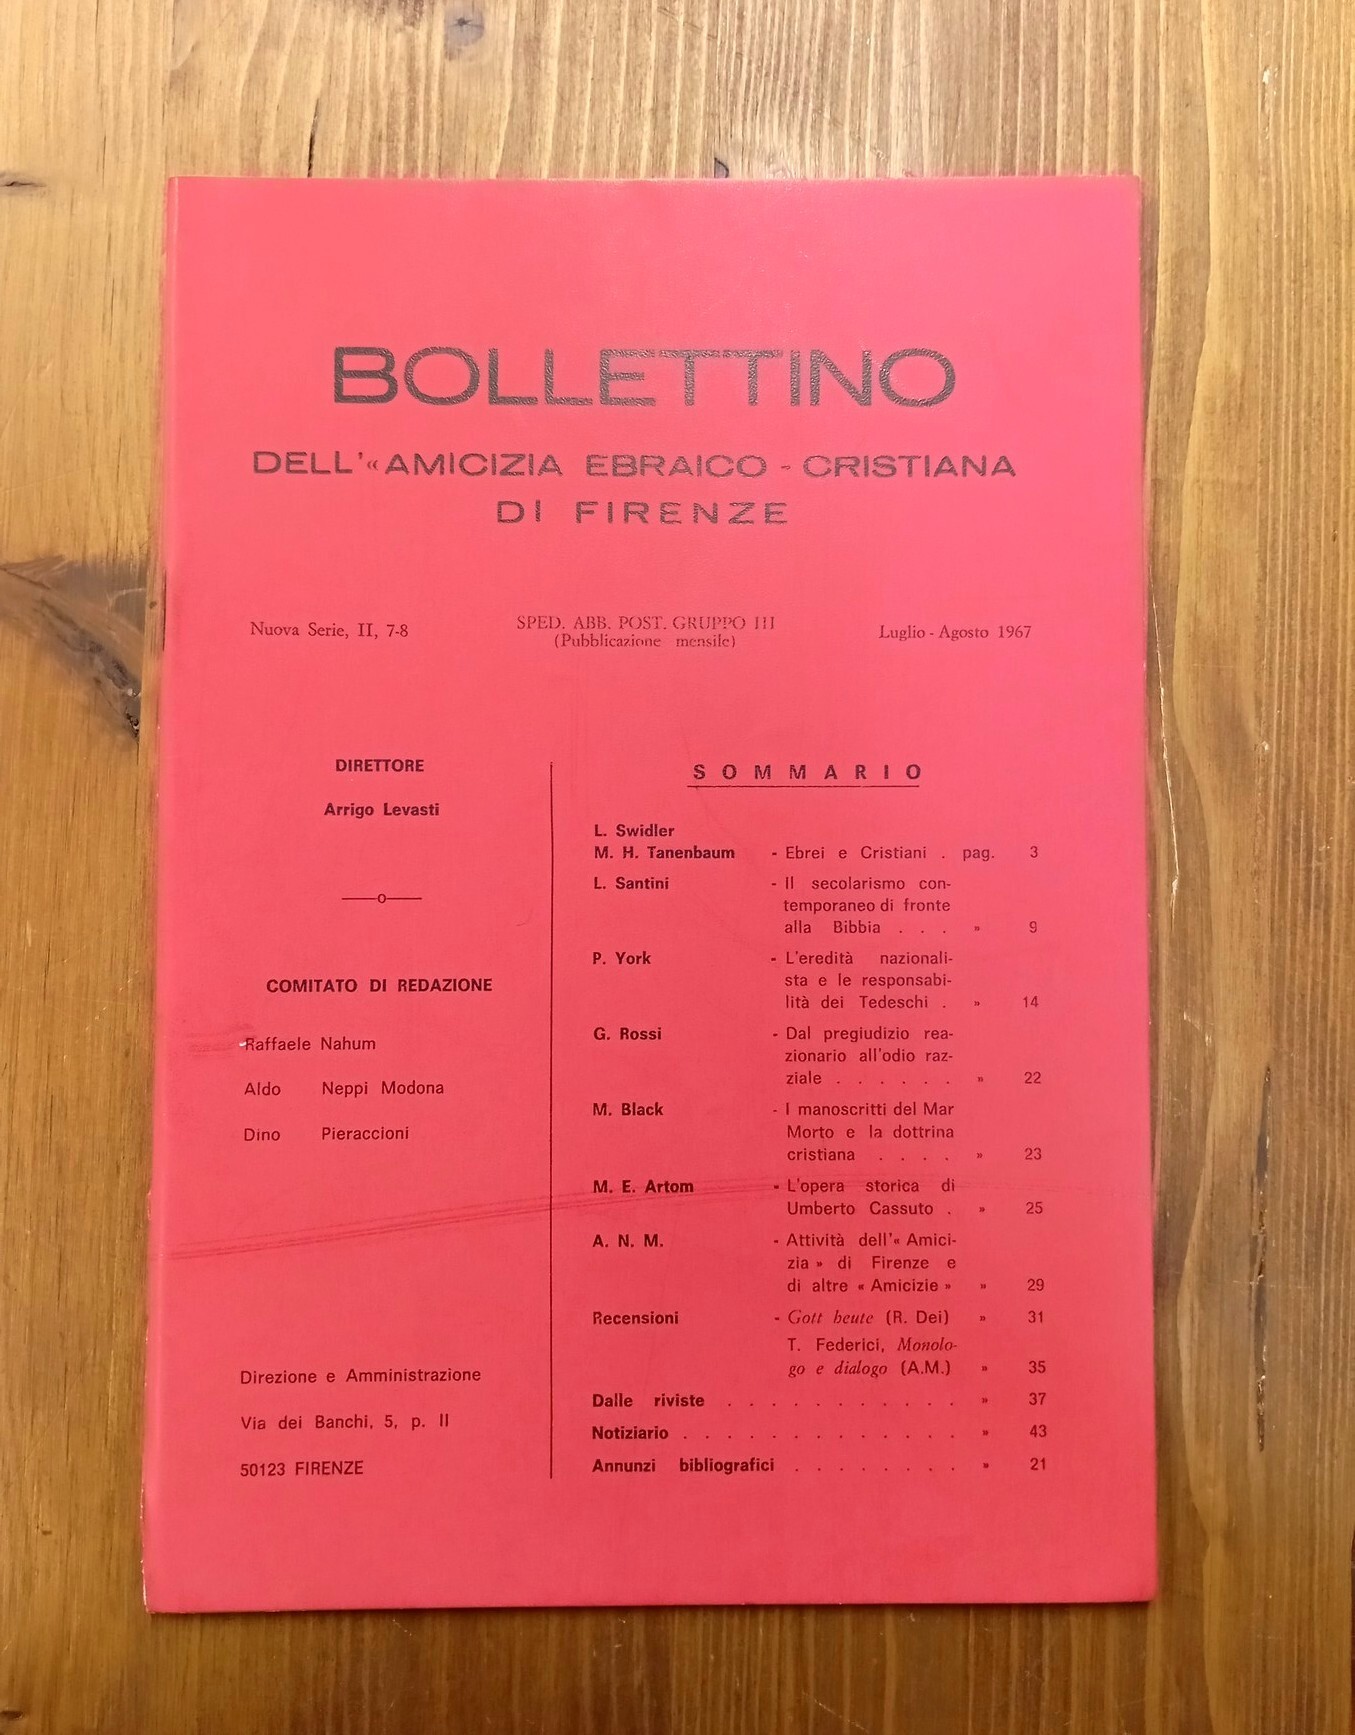 BOLLETTINO
DELL'« AMICIZIA EBRAICO - CRISTIANA
DI FIRENZE
Nuova Serie, II, 7-8
SPED. ABB. POST. GRUPPO III
(Pubblicazione mensile)
Luglio - Agosto 1967
DIRETTORE
Arrigo Levasti
COMITATO DI REDAZIONE
Raffaele Nahum
Aldo Neppi Modona
Dino Pieraccioni
Direzione e Amministrazione
Via dei Banchi, 5, p. II
50123 FIRENZE
SOMMARIO
L. Swidler
M. H. Tanenbaum - Ebrei e Cristiani . pag. 3
L. Santini - Il secolarismo con-
temporaneo di fronte
alla Bibbia . . . » 9
P. York - L'eredità nazionali-
sta e le responsabi-
lità dei Tedeschi . » 14
G. Rossi - Dal pregiudizio rea-
zionario all'odio raz-
ziale . . . . . . » 22
M. Black - I manoscritti del Mar
Morto e la dottrina
cristiana . . . . » 23
M. E. Artom - L'opera storica di
Umberto Cassuto . » 25
A. N. M. - Attività dell'« Amici-
zia » di Firenze e
di altre « Amicizie » » 29
Recensioni - Gott heute (R. Dei) » 31
T. Federici, Monolo-
go e dialogo (A.M.) » 35
Dalle riviste . . . . . . . . . . . » 37
Notiziario . . . . . . . . . . . . . » 43
Annunzi bibliografici . . . . . . . . » 21